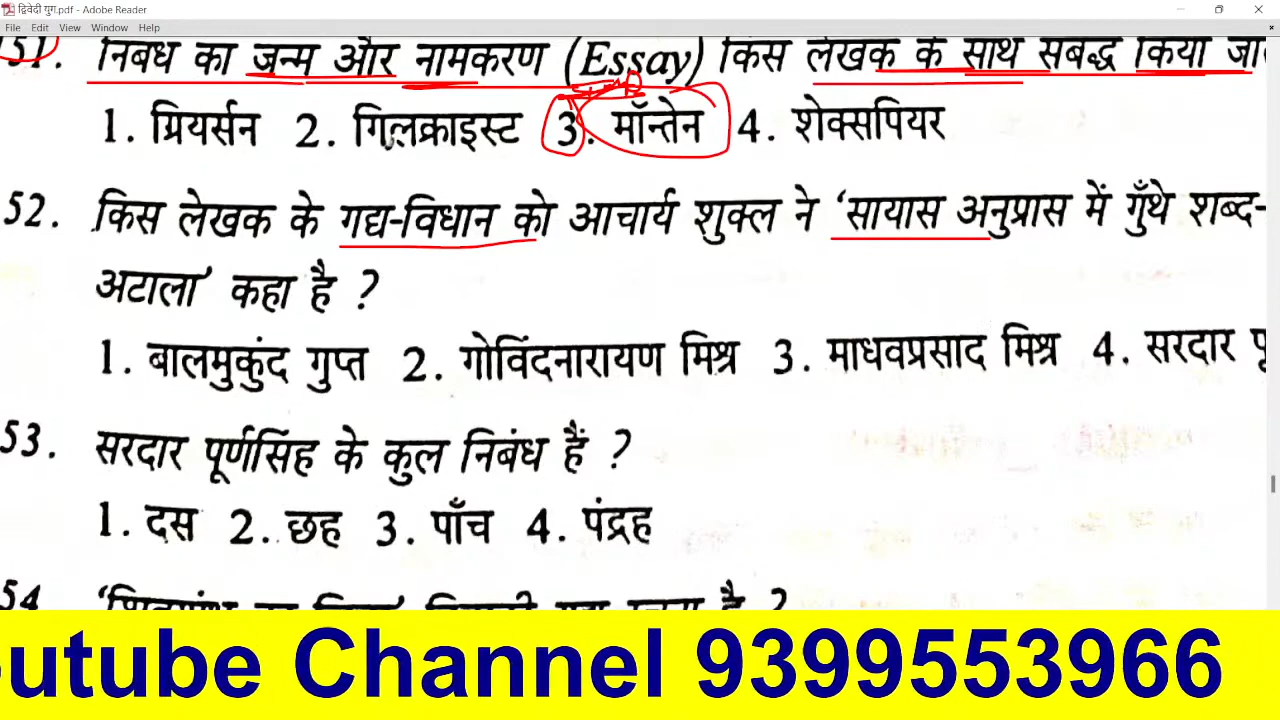 द्विवेदी युग.pdf - Adobe Reader
File Edit View Window Help
51. निबंध का जन्म और नामकरण (Essay) किस लेखक के साथ संबद्ध किया
1. ग्रियर्सन 2. गिलक्राइस्ट 3. मॉन्तेन 4. शेक्सपियर
52. किस लेखक के गद्य-विधान को आचार्य शुक्ल ने 'सायास अनुप्रास में गुँथे शब्द-
अटाला' कहा है ?
1. बालमुकुंद गुप्त 2. गोविंदनारायण मिश्र 3. माधवप्रसाद मिश्र 4. सरदार
53. सरदार पूर्णसिंह के कुल निबंध हैं ?
1. दस 2. छह 3. पाँच 4. पंद्रह
54.
outube Channel 9399553966